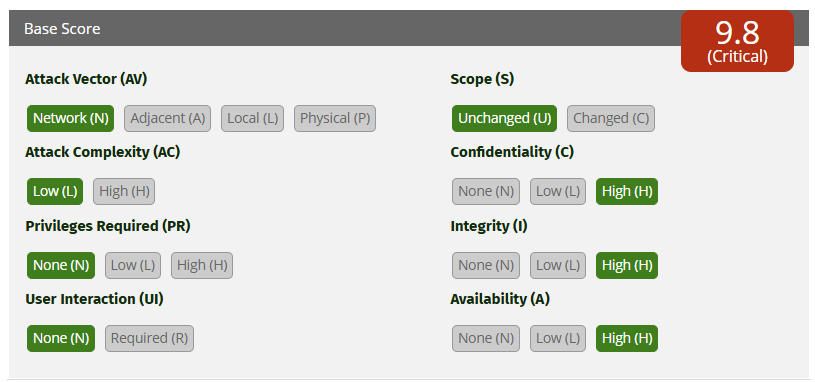 Base Score
9.8
(Critical)
Attack Vector (AV)
Network (N) Adjacent (A) Local (L) Physical (P)
Attack Complexity (AC)
Low (L) High (H)
Privileges Required (PR)
None (N) Low (L) High (H)
User Interaction (UI)
None (N) Required (R)
Scope (S)
Unchanged (U) Changed (C)
Confidentiality (C)
None (N) Low (L) High (H)
Integrity (I)
None (N) Low (L) High (H)
Availability (A)
None (N) Low (L) High (H)